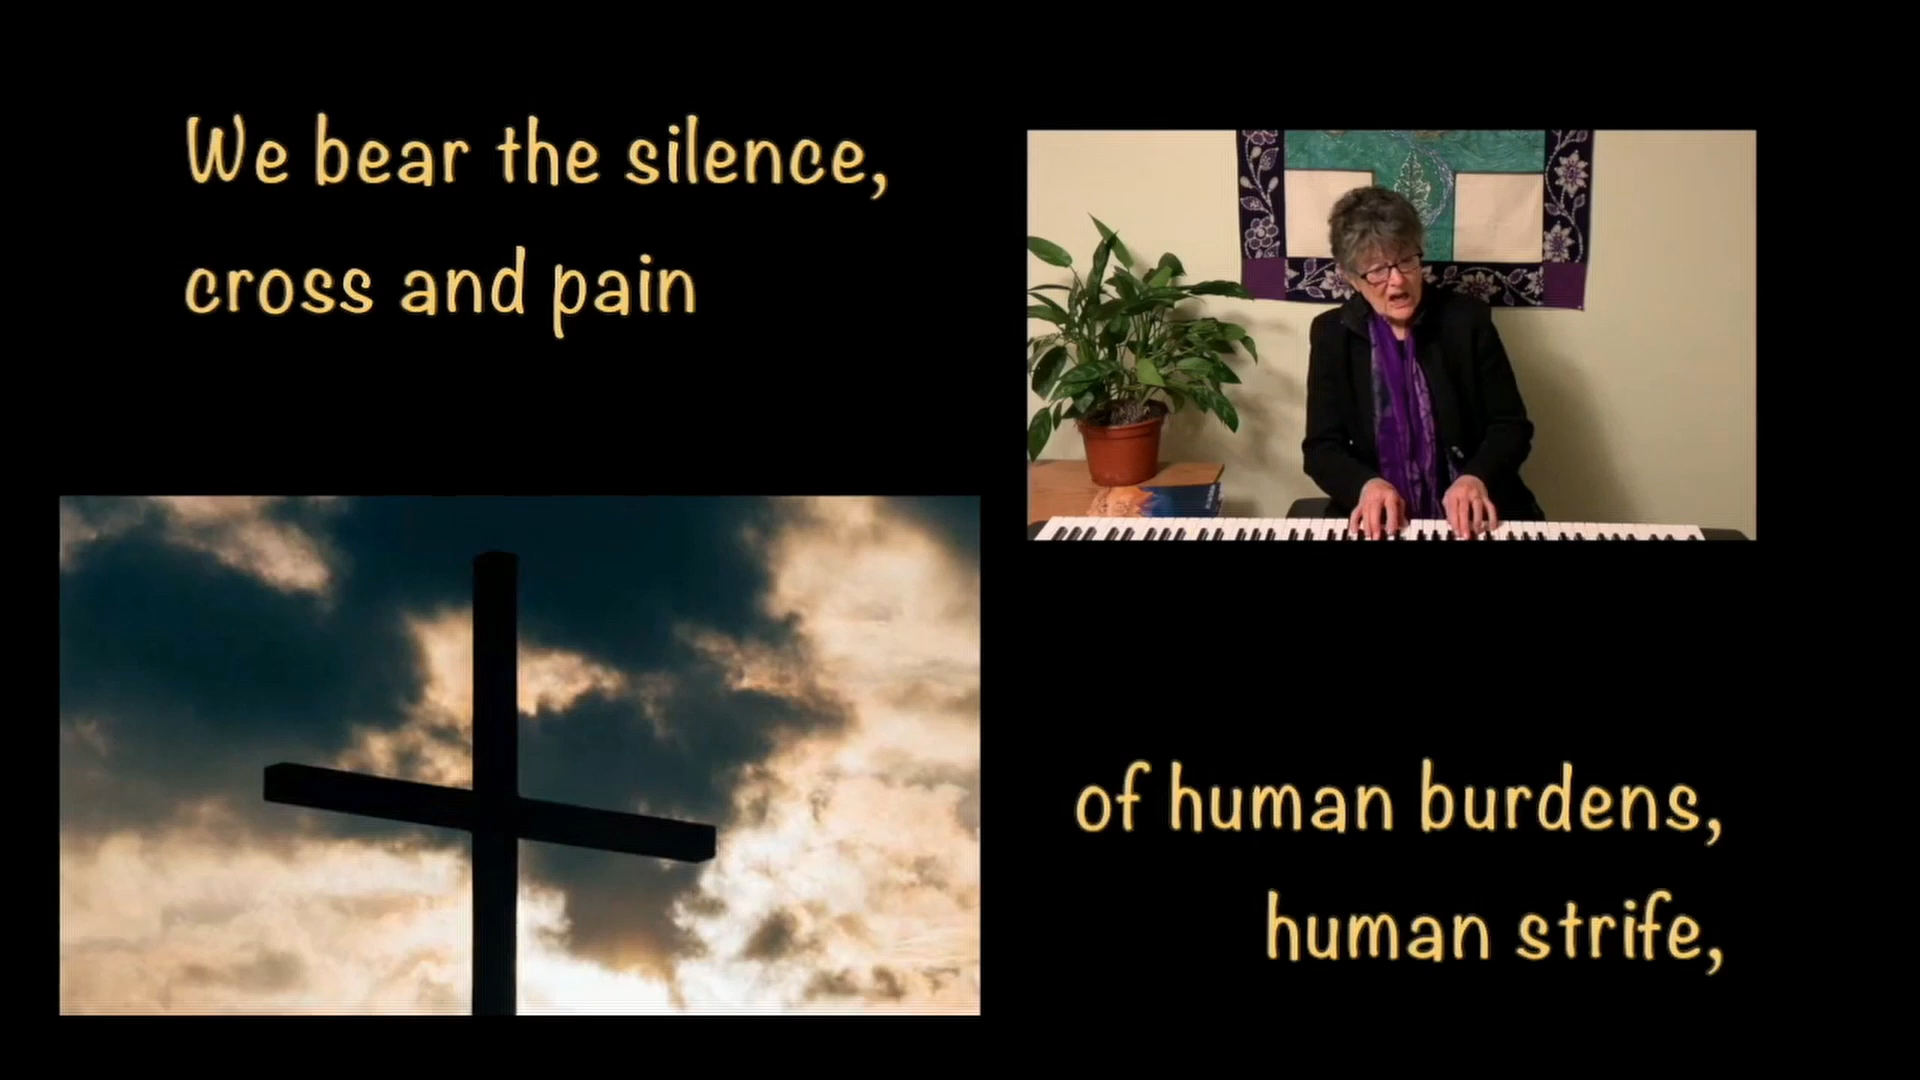 We bear the silence,
cross and pain
of human burdens,
human strife,